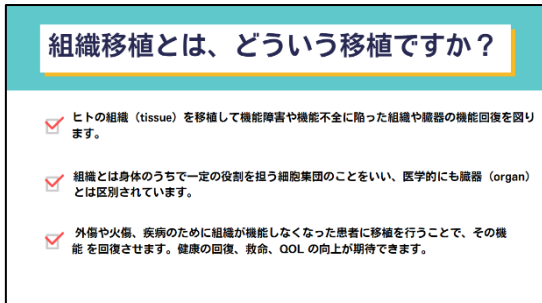 組織移植とは、どういう移植ですか？
ヒトの組織（tissue）を移植して機能障害や機能不全に陥った組織や臓器の機能回復を図り
ます。
組織とは身体のうちで一定の役割を担う細胞集団のことをいい、医学的にも臓器（organ）
とは区別されています。
外傷や火傷、疾病のために組織が機能しなくなった患者に移植を行うことで、その機
能 を回復させます。健康の回復、救命、QOL の向上が期待できます。